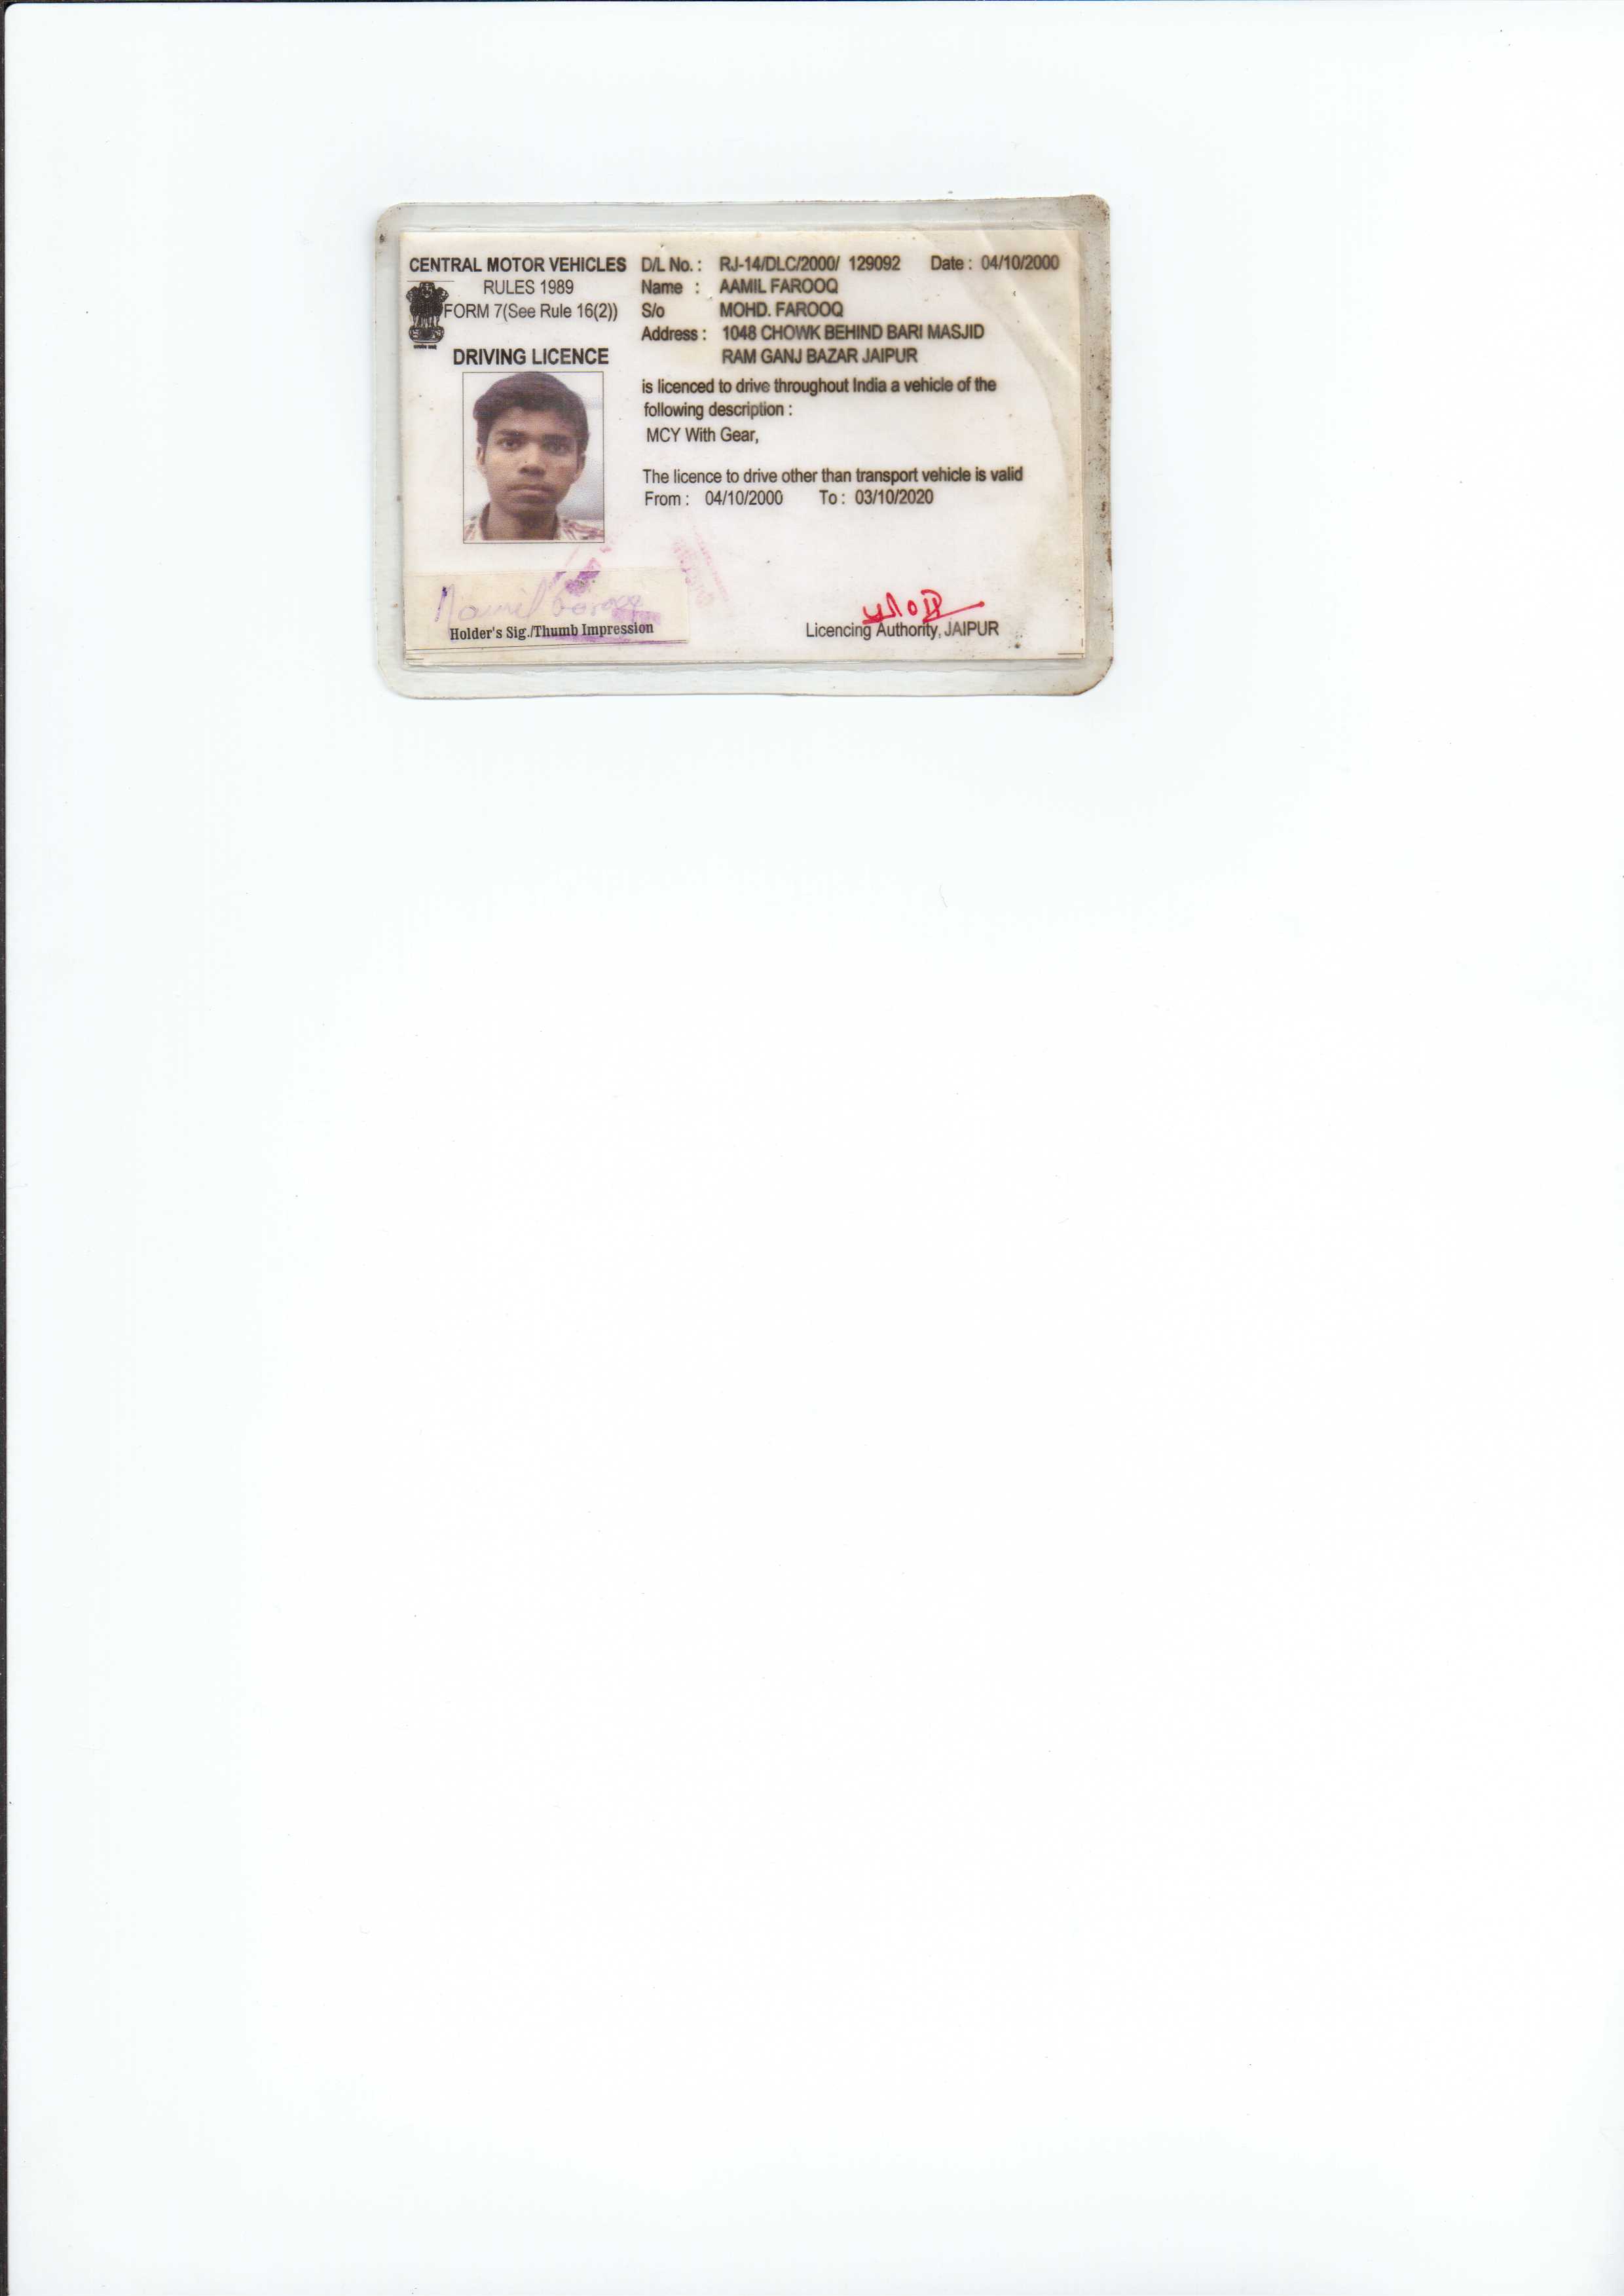 CENTRAL MOTOR VEHICLES
RULES 1989
FORM 7(See Rule 16(2))
DRIVING LICENCE
D/L No. : RJ-14/DLC/2000/ 129092 Date : 04/10/2000
Name : AAMIL FAROOQ
S/o MOHD. FAROOQ
Address : 1048 CHOWK BEHIND BARI MASJID
RAM GANJ BAZAR JAIPUR
is licenced to drive throughout India a vehicle of the
following description :
MCY With Gear,
The licence to drive other than transport vehicle is valid
From : 04/10/2000 To : 03/10/2020
Holder's Sig./Thumb Impression
Licencing Authority, JAIPUR